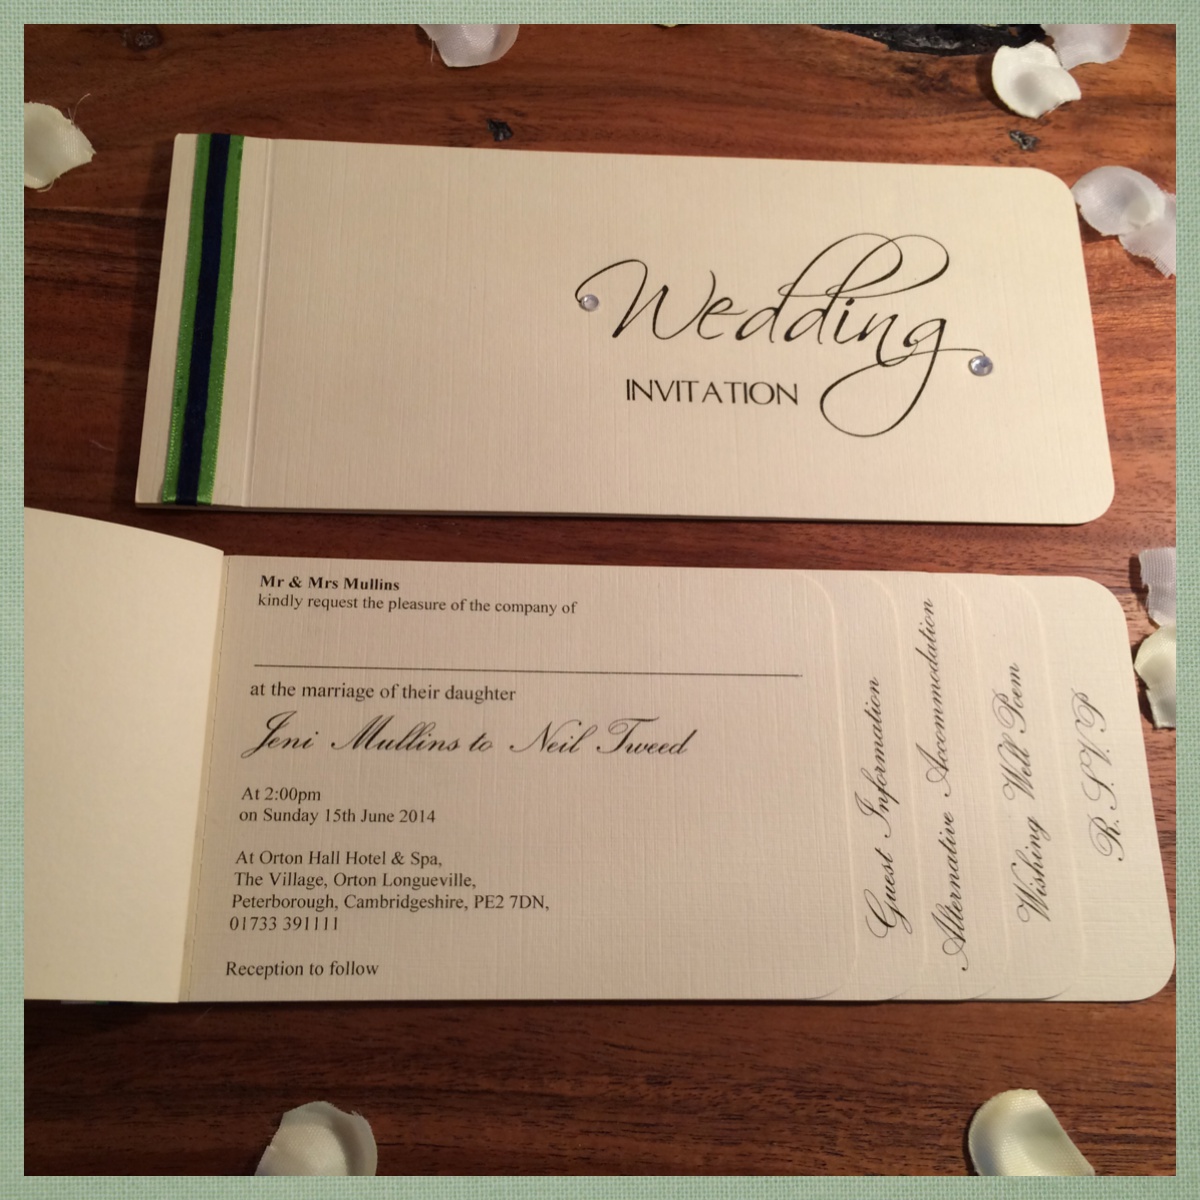 Wedding
INVITATION
Mr & Mrs Mullins
kindly request the pleasure of the company of
at the marriage of their daughter
Jeni Mullins to Neil Tweed
At 2:00pm
on Sunday 15th June 2014
At Orton Hall Hotel & Spa,
The Village, Orton Longueville,
Peterborough, Cambridgeshire, PE2 7DN,
01733 391111
Reception to follow
Guest Information
Alternative Accommodation
Wishing Well Poem
R. S.V.P